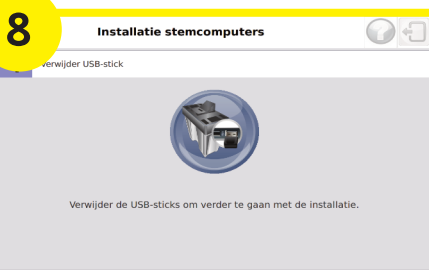 8
Installatie stemcomputers
Verwijder USB-stick
Verwijder de USB-sticks om verder te gaan met de installatie.